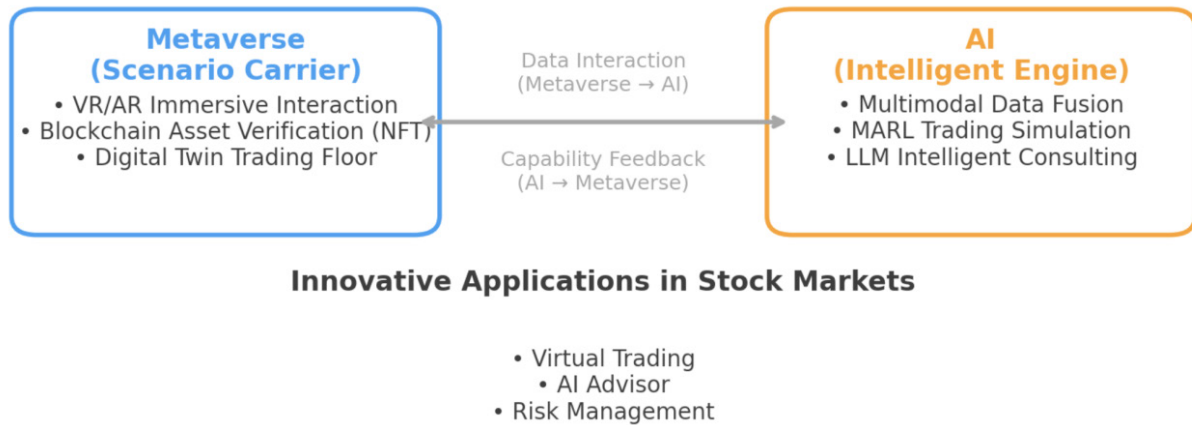 Metaverse
(Scenario Carrier)
• VR/AR Immersive Interaction
• Blockchain Asset Verification (NFT)
• Digital Twin Trading Floor
Data Interaction
(Metaverse → AI)
Capability Feedback
(AI → Metaverse)
AI
(Intelligent Engine)
• Multimodal Data Fusion
• MARL Trading Simulation
• LLM Intelligent Consulting
Innovative Applications in Stock Markets
• Virtual Trading
• AI Advisor
• Risk Management